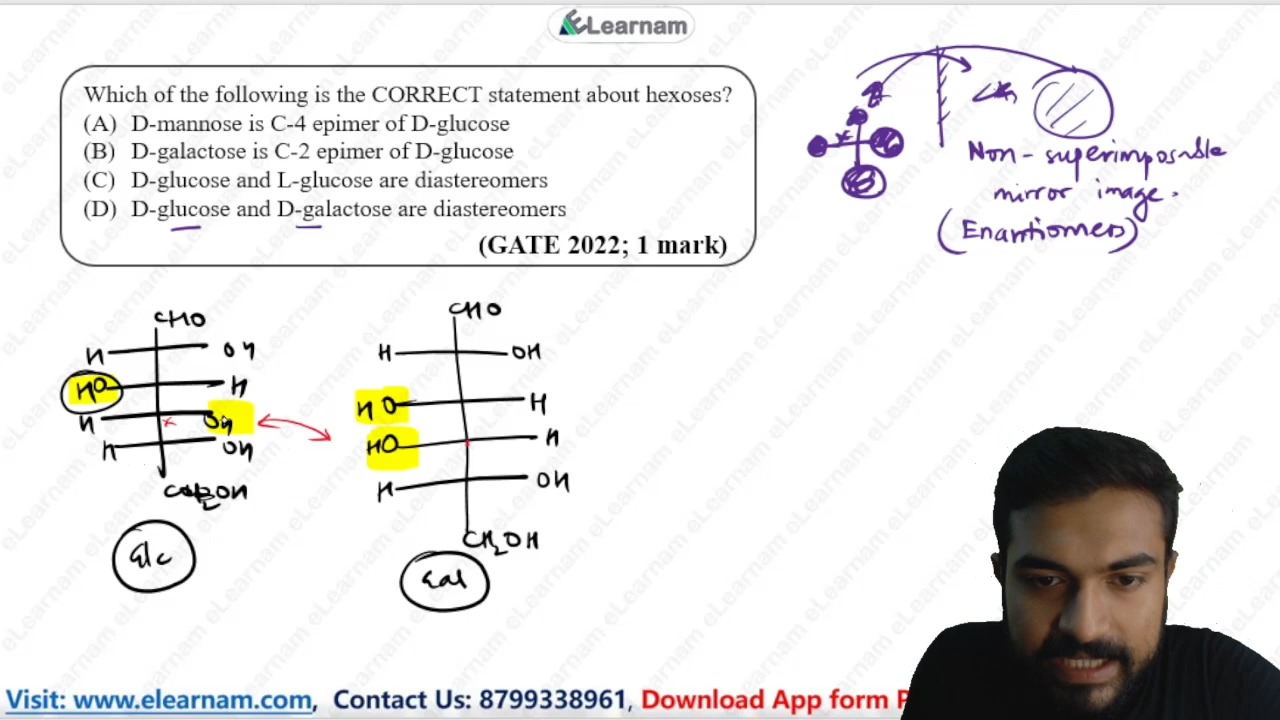 ELearnam
Which of the following is the CORRECT statement about hexoses?
(A) D-mannose is C-4 epimer of D-glucose
(B) D-galactose is C-2 epimer of D-glucose
(C) D-glucose and L-glucose are diastereomers
(D) D-glucose and D-galactose are diastereomers
(GATE 2022; 1 mark)
Non-superimposable
mirror image.
(Enantiomers)
CHO
H OH
HO H
H OH
H OH
CH2OH
Glc
CHO
H OH
HO H
HO H
H OH
CH2OH
Gal
Visit: www.elearnam.com, Contact Us: 8799338961, Download App form P